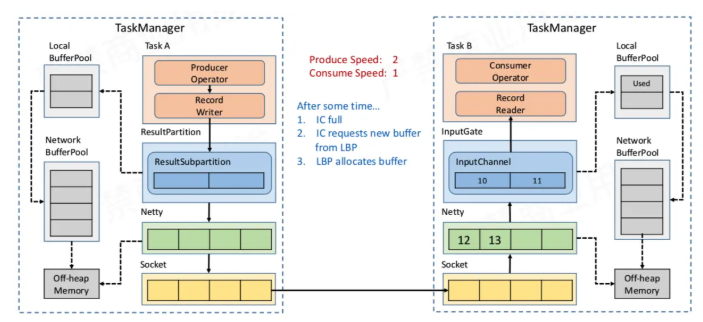 TaskManager
Local
BufferPool
Task A
Producer
Operator
Record
Writer
ResultPartition
ResultSubpartition
Network
BufferPool
Netty
Off-heap
Memory
Socket
Produce Speed: 2
Consume Speed: 1
After some time...
1. IC full
2. IC requests new buffer
from LBP
3. LBP allocates buffer
TaskManager
Task B
Consumer
Operator
Record
Reader
Local
BufferPool
Used
InputGate
InputChannel
10 11
Network
BufferPool
Netty
12 13
Socket
Off-heap
Memory